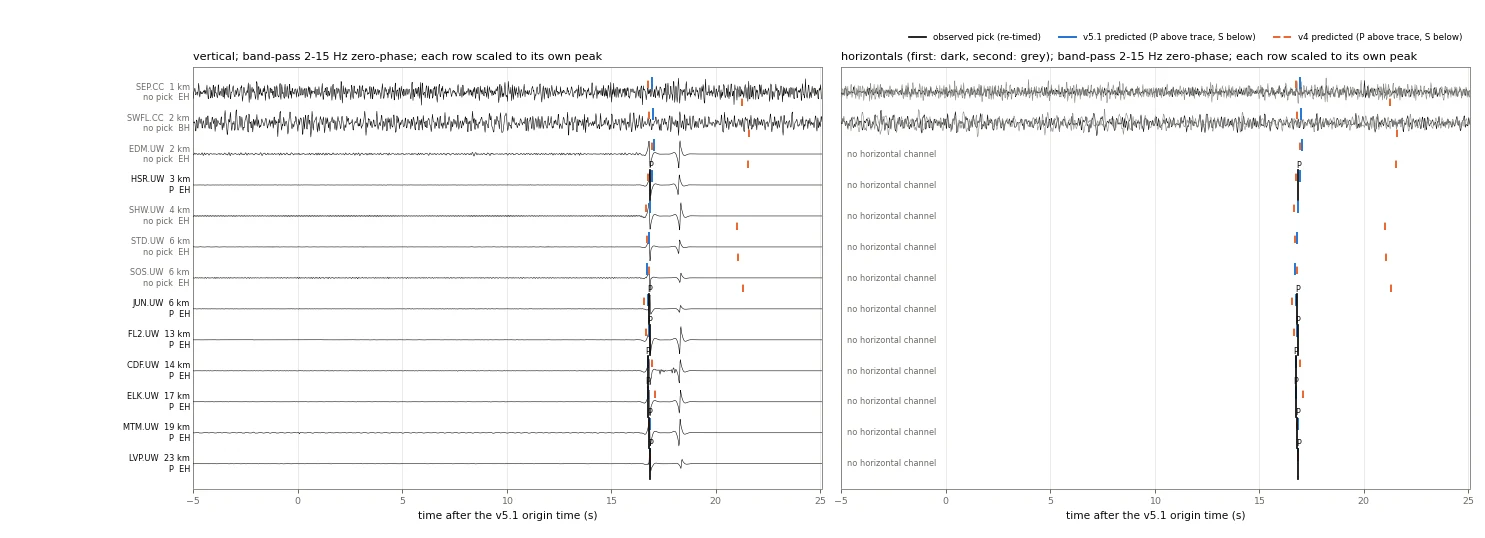 observed pick (re-timed)
v5.1 predicted (P above trace, S below)
v4 predicted (P above trace, S below)
vertical; band-pass 2-15 Hz zero-phase; each row scaled to its own peak
horizontals (first: dark, second: grey); band-pass 2-15 Hz zero-phase; each row scaled to its own peak
SEP.CC 1 km
no pick EH
SWFL.CC 2 km
no pick BH
EDM.UW 2 km
no pick EH
no horizontal channel
P
P
HSR.UW 3 km
P EH
no horizontal channel
SHW.UW 4 km
no pick EH
no horizontal channel
STD.UW 6 km
no pick EH
no horizontal channel
SOS.UW 6 km
no pick EH
no horizontal channel
P
P
JUN.UW 6 km
P EH
no horizontal channel
P
P
FL2.UW 13 km
P EH
no horizontal channel
P
P
CDF.UW 14 km
P EH
no horizontal channel
P
P
ELK.UW 17 km
P EH
no horizontal channel
P
P
MTM.UW 19 km
P EH
no horizontal channel
P
P
LVP.UW 23 km
P EH
no horizontal channel
−5 0 5 10 15 20 25
−5 0 5 10 15 20 25
time after the v5.1 origin time (s)
time after the v5.1 origin time (s)